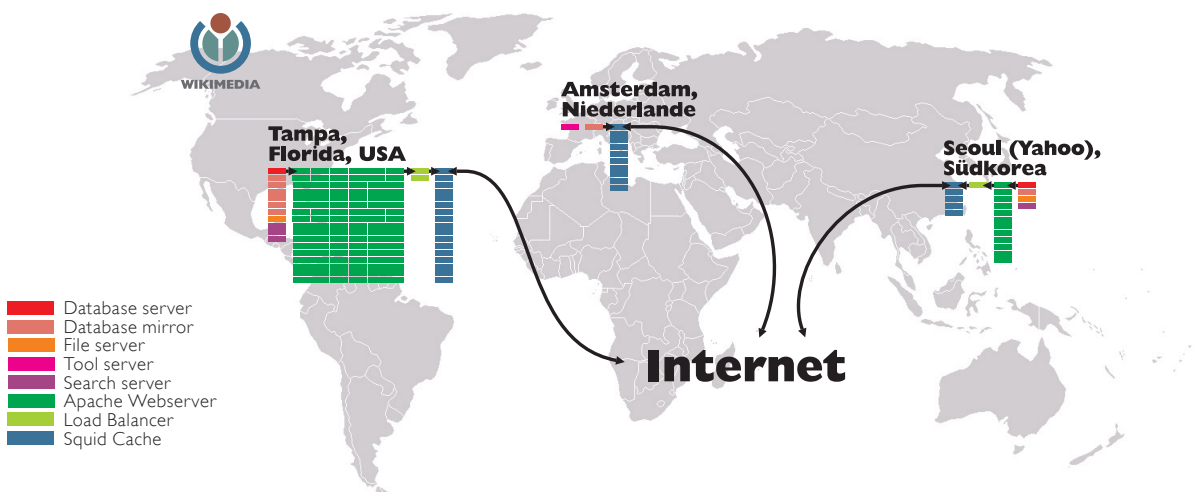 WIKIMEDIA
Tampa,
Florida, USA
Amsterdam,
Niederlande
Seoul (Yahoo),
Südkorea
Internet
Database server
Database mirror
File server
Tool server
Search server
Apache Webserver
Load Balancer
Squid Cache